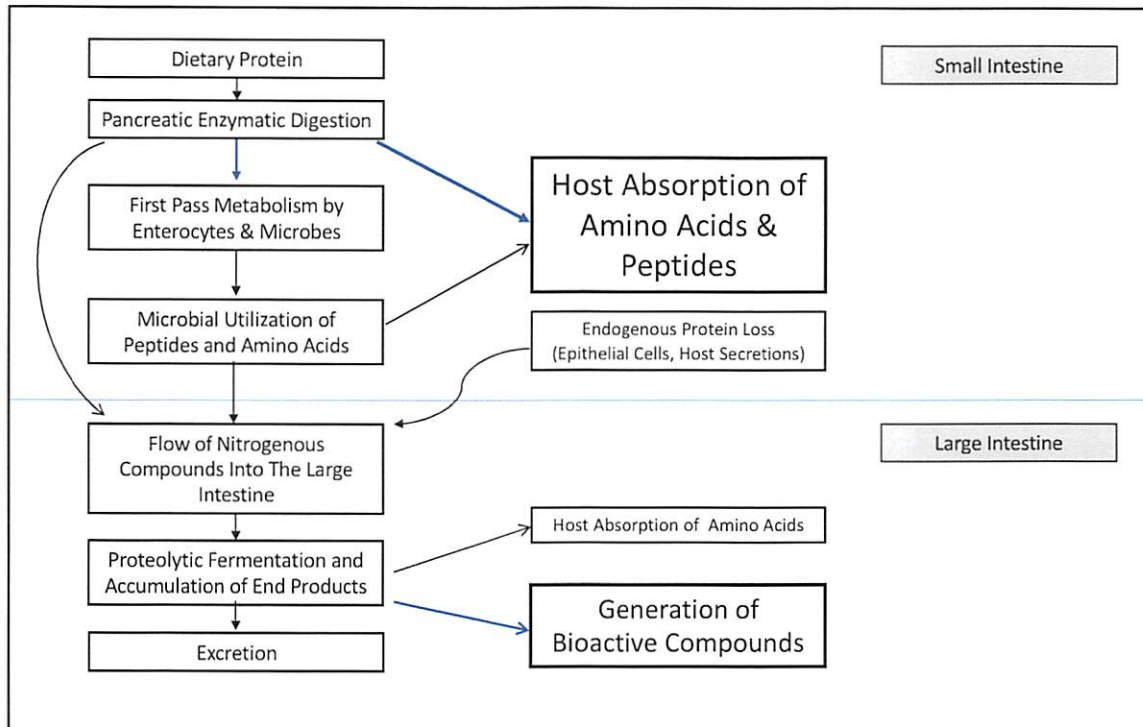 Dietary Protein
Small Intestine
Pancreatic Enzymatic Digestion
Host Absorption of
Amino Acids &
Peptides
First Pass Metabolism by
Enterocytes & Microbes
Microbial Utilization of
Peptides and Amino Acids
Endogenous Protein Loss
(Epithelial Cells, Host Secretions)
Flow of Nitrogenous
Compounds Into The Large
Intestine
Large Intestine
Host Absorption of Amino Acids
Proteolytic Fermentation and
Accumulation of End Products
Generation of
Bioactive Compounds
Excretion